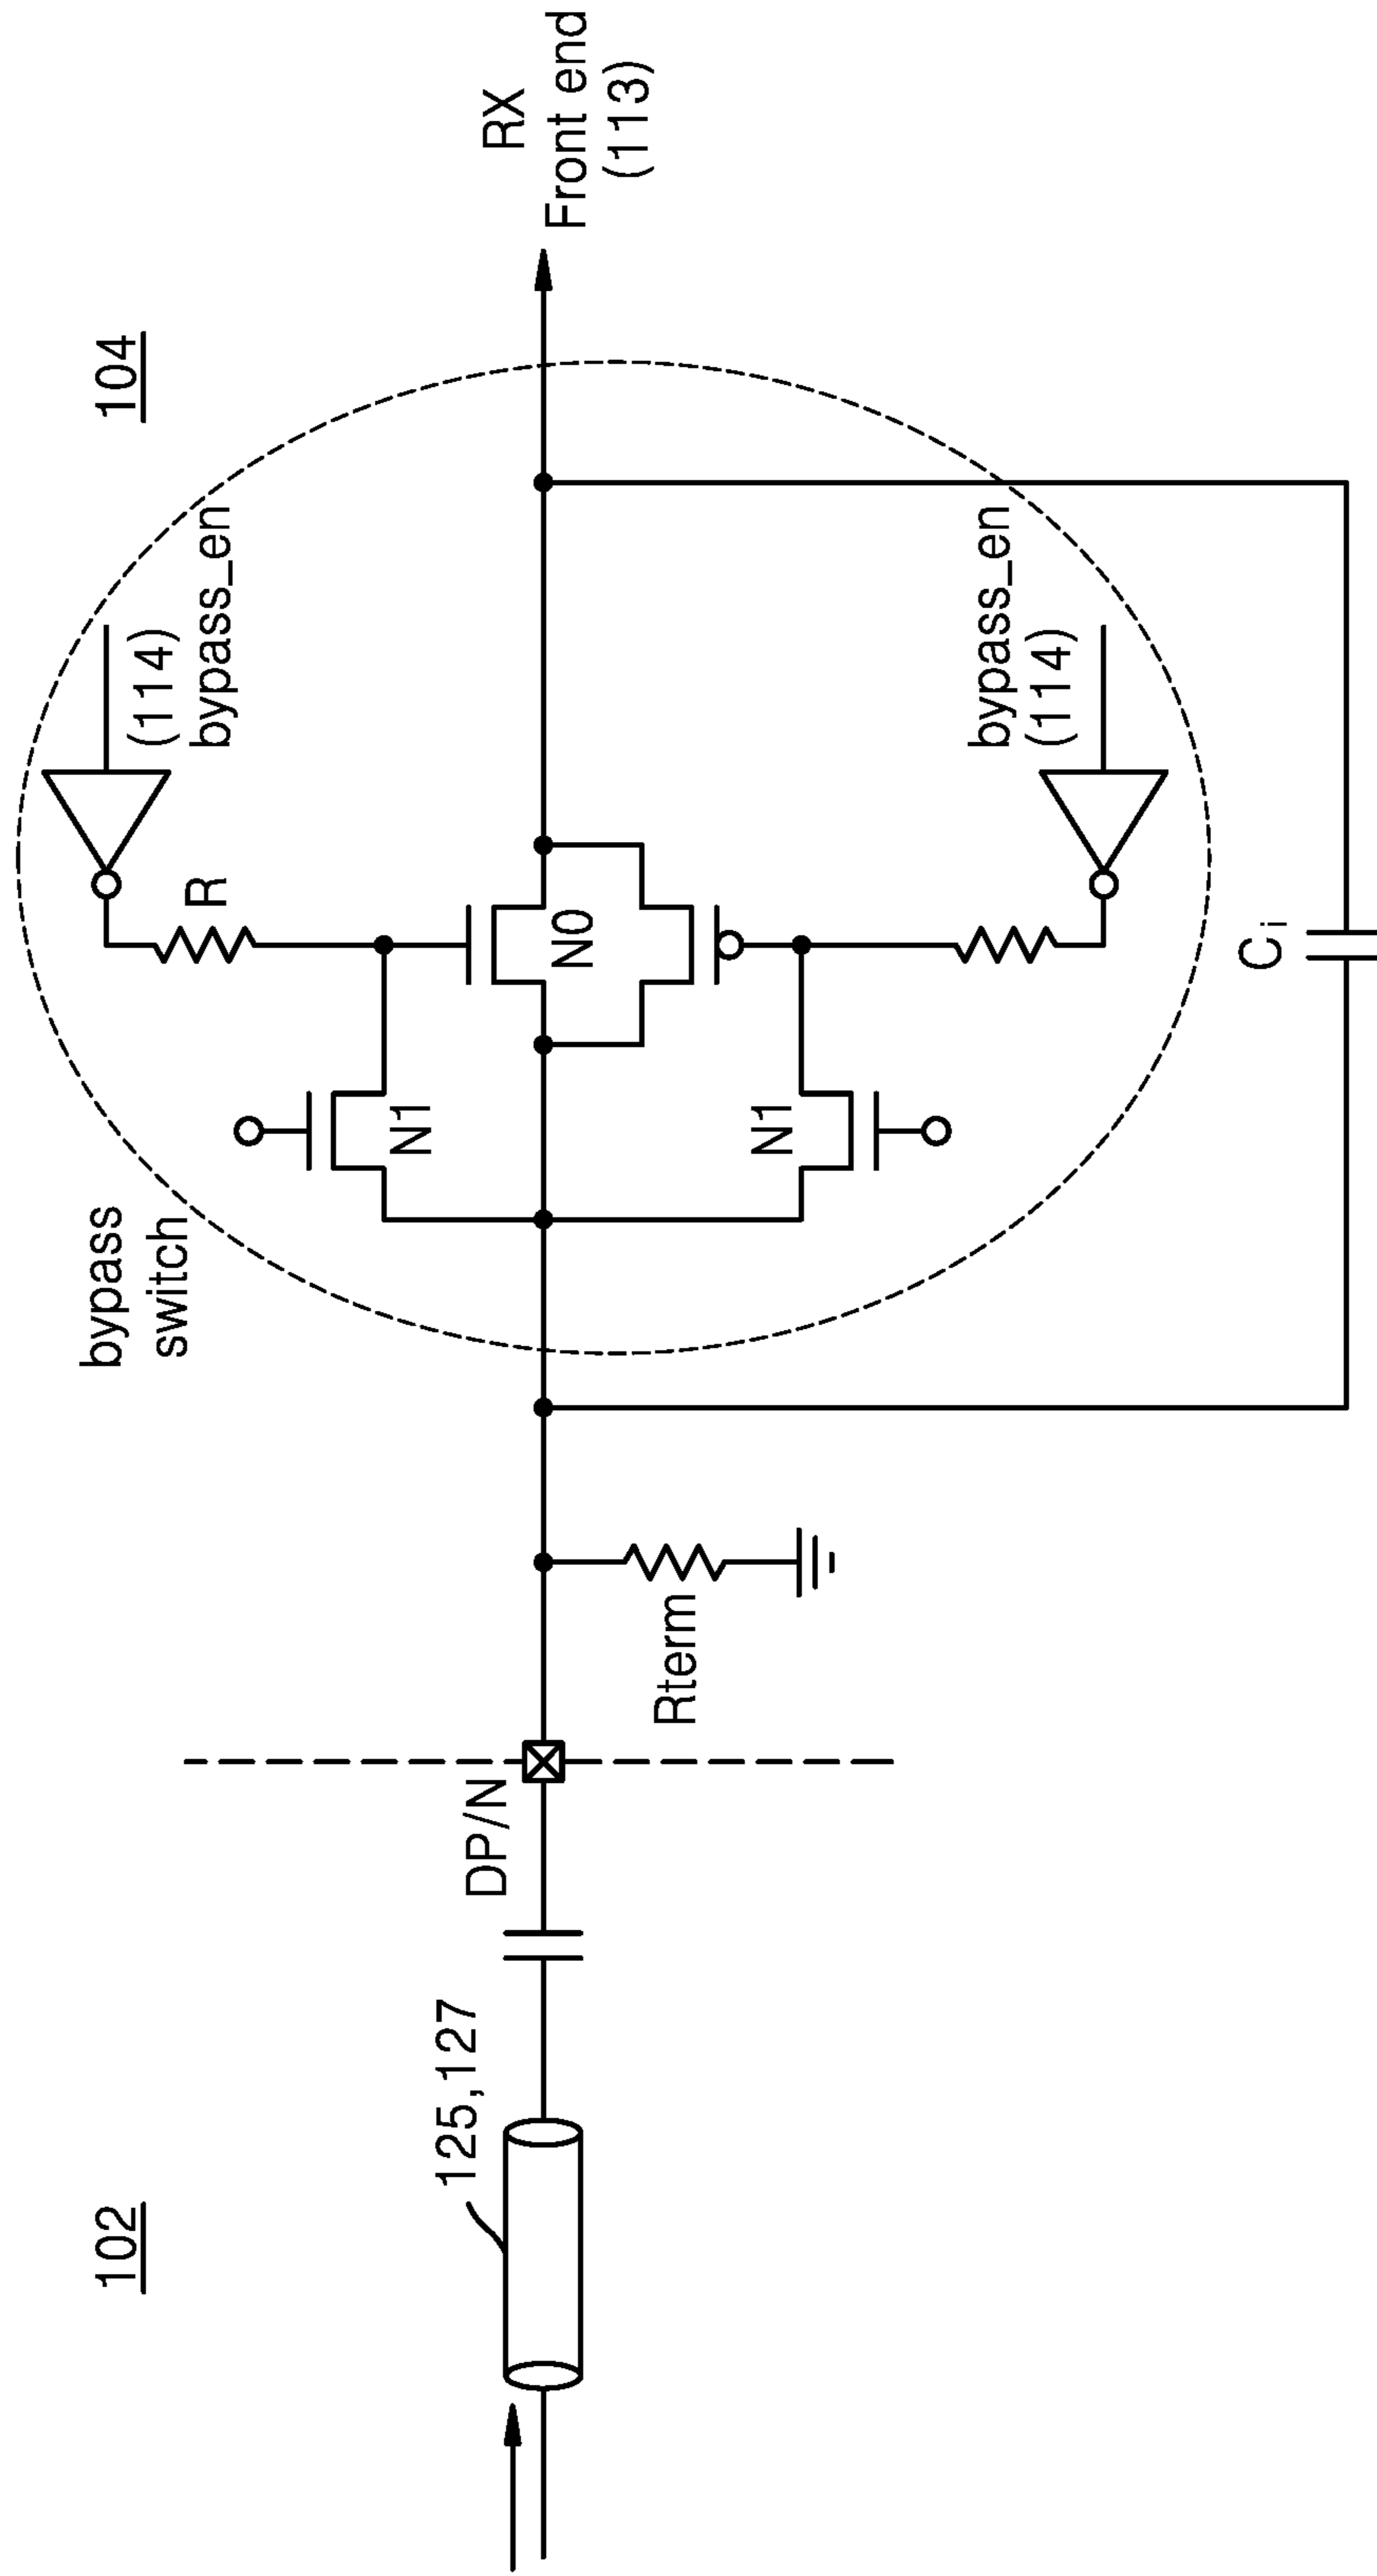 102
104
125,127
DP/N
Rterm
bypass
switch
N1
R
(114)
bypass_en
N0
N1
bypass_en
(114)
Ci
RX
Front end
(113)